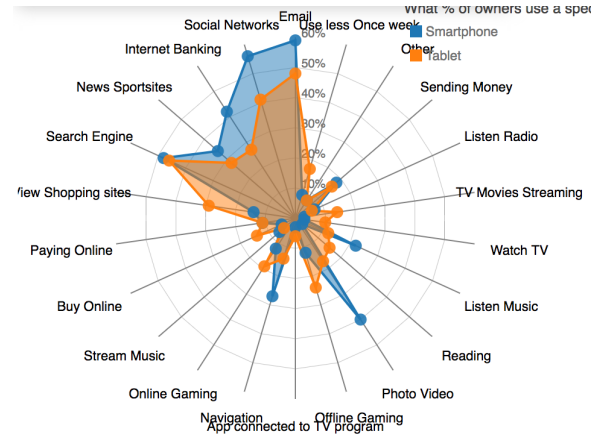 What % of owners use a spec
Smartphone
Tablet
Email
Social Networks
Use less Once week
Internet Banking
Other
News Sportsites
Sending Money
Search Engine
Listen Radio
View Shopping sites
TV Movies Streaming
Paying Online
Watch TV
Buy Online
Listen Music
Stream Music
Reading
Online Gaming
Photo Video
Navigation
Offline Gaming
App connected to TV program
60%
50%
40%
30%
20%
10%